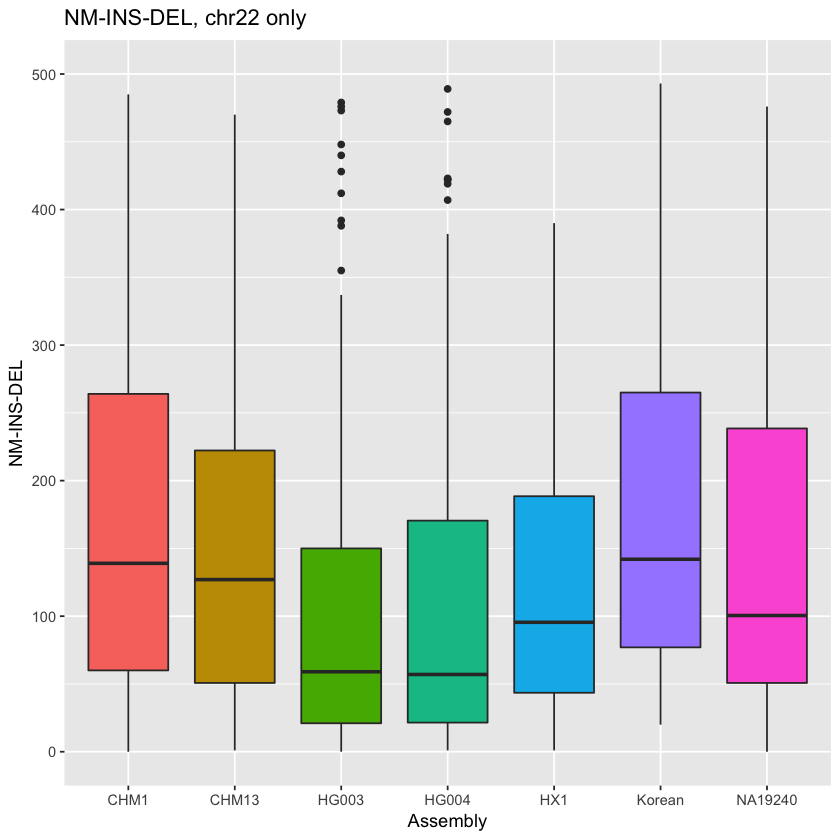 NM-INS-DEL, chr22 only
500
400
300
200
100
0
NM-INS-DEL
CHM1 CHM13 HG003 HG004 HX1 Korean NA19240
Assembly